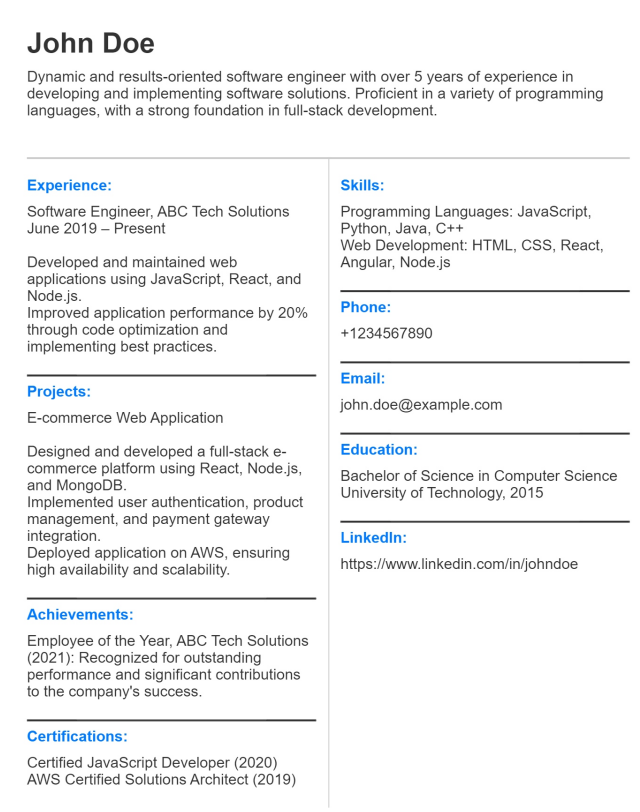 John Doe
Dynamic and results-oriented software engineer with over 5 years of experience in
developing and implementing software solutions. Proficient in a variety of programming
languages, with a strong foundation in full-stack development.
Experience:
Software Engineer, ABC Tech Solutions
June 2019 – Present
Developed and maintained web
applications using JavaScript, React, and
Node.js.
Improved application performance by 20%
through code optimization and
implementing best practices.
Projects:
E-commerce Web Application
Designed and developed a full-stack e-
commerce platform using React, Node.js,
and MongoDB.
Implemented user authentication, product
management, and payment gateway
integration.
Deployed application on AWS, ensuring
high availability and scalability.
Achievements:
Employee of the Year, ABC Tech Solutions
(2021): Recognized for outstanding
performance and significant contributions
to the company's success.
Certifications:
Certified JavaScript Developer (2020)
AWS Certified Solutions Architect (2019)
Skills:
Programming Languages: JavaScript,
Python, Java, C++
Web Development: HTML, CSS, React,
Angular, Node.js
Phone:
+1234567890
Email:
john.doe@example.com
Education:
Bachelor of Science in Computer Science
University of Technology, 2015
LinkedIn:
https://www.linkedin.com/in/johndoe